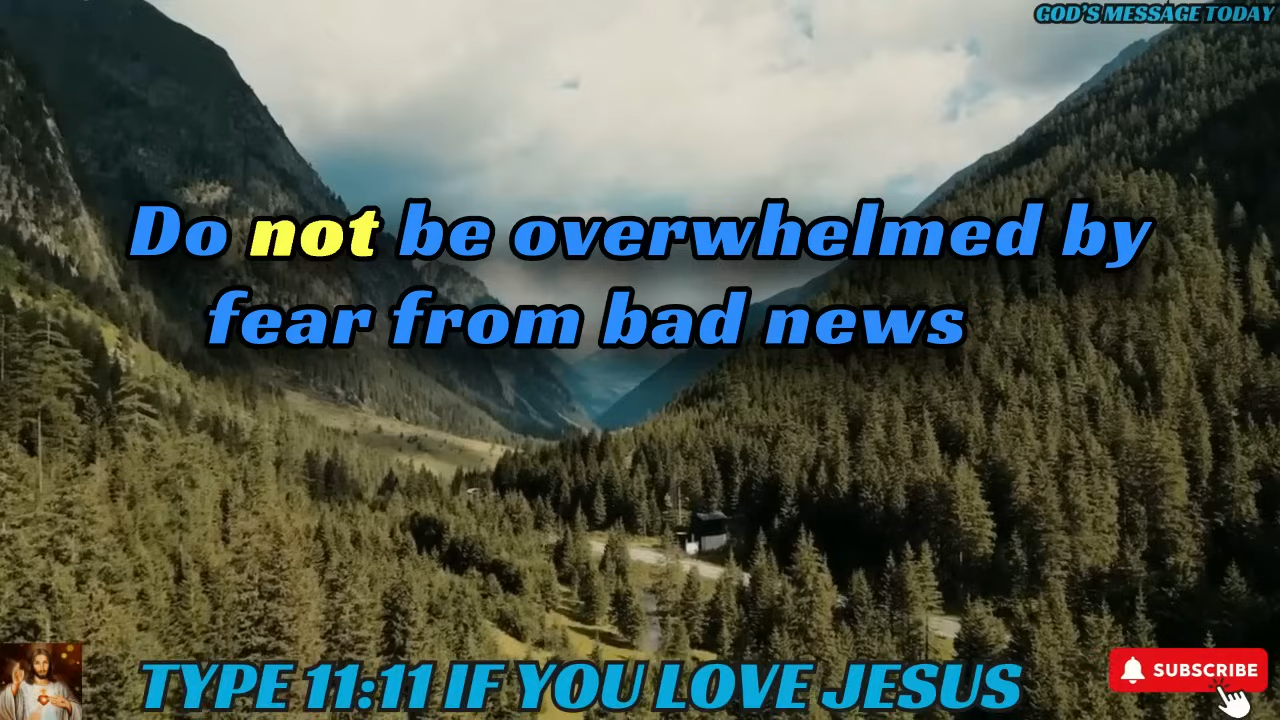 GOD'S MESSAGE TODAY
Do not be overwhelmed by
fear from bad news
TYPE 11:11 IF YOU LOVE JESUS
SUBSCRIBE